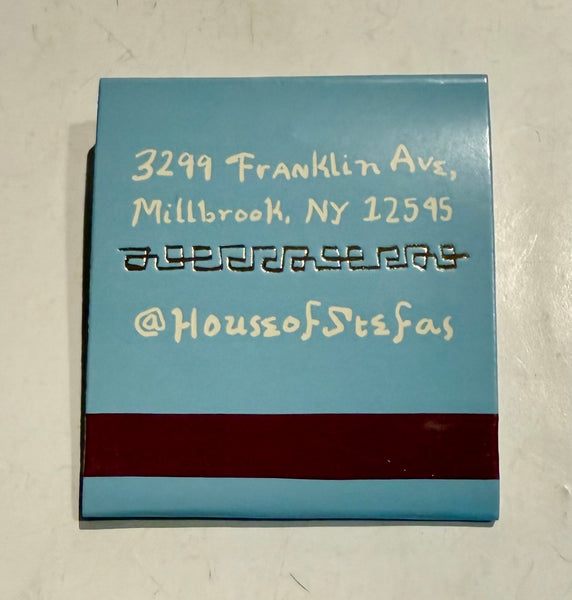 3299 Franklin Ave,
Millbrook, NY 12545
@HouseofStefas